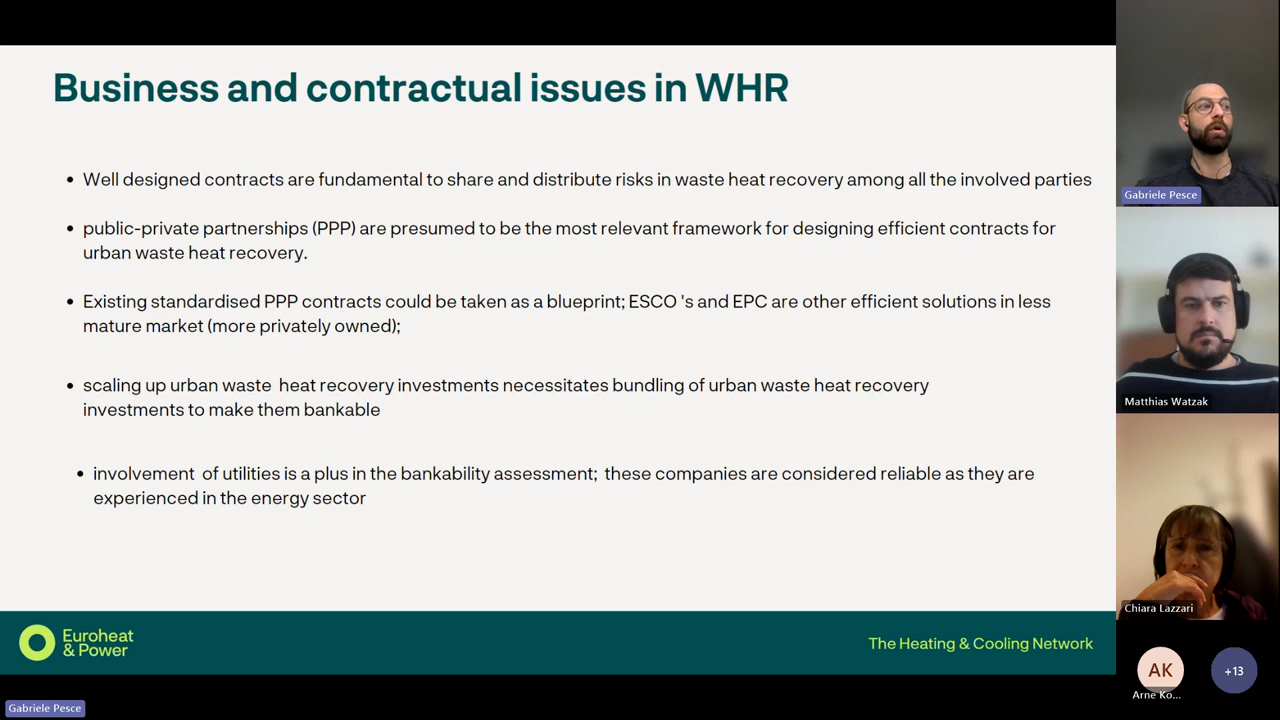 Business and contractual issues in WHR
• Well designed contracts are fundamental to share and distribute risks in waste heat recovery among all the involved parties
• public-private partnerships (PPP) are presumed to be the most relevant framework for designing efficient contracts for
urban waste heat recovery.
• Existing standardised PPP contracts could be taken as a blueprint; ESCO 's and EPC are other efficient solutions in less
mature market (more privately owned);
• scaling up urban waste heat recovery investments necessitates bundling of urban waste heat recovery
investments to make them bankable
• involvement of utilities is a plus in the bankability assessment; these companies are considered reliable as they are
experienced in the energy sector
Euroheat
& Power
The Heating & Cooling Network
Gabriele Pesce
Gabriele Pesce
Matthias Watzak
Chiara Lazzari
AK
Arne Ko...
+13